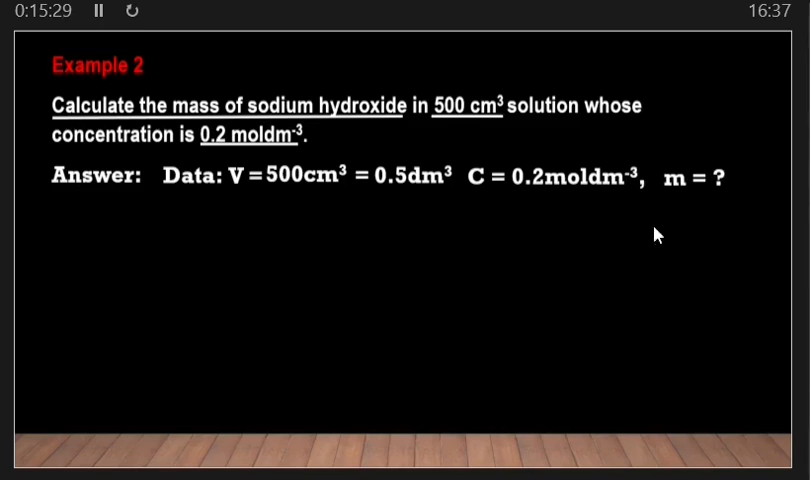 0:15:29 16:37
Example 2
Calculate the mass of sodium hydroxide in 500 cm³ solution whose
concentration is 0.2 moldm⁻³.
Answer: Data: V = 500cm³ = 0.5dm³ C = 0.2moldm⁻³, m = ?